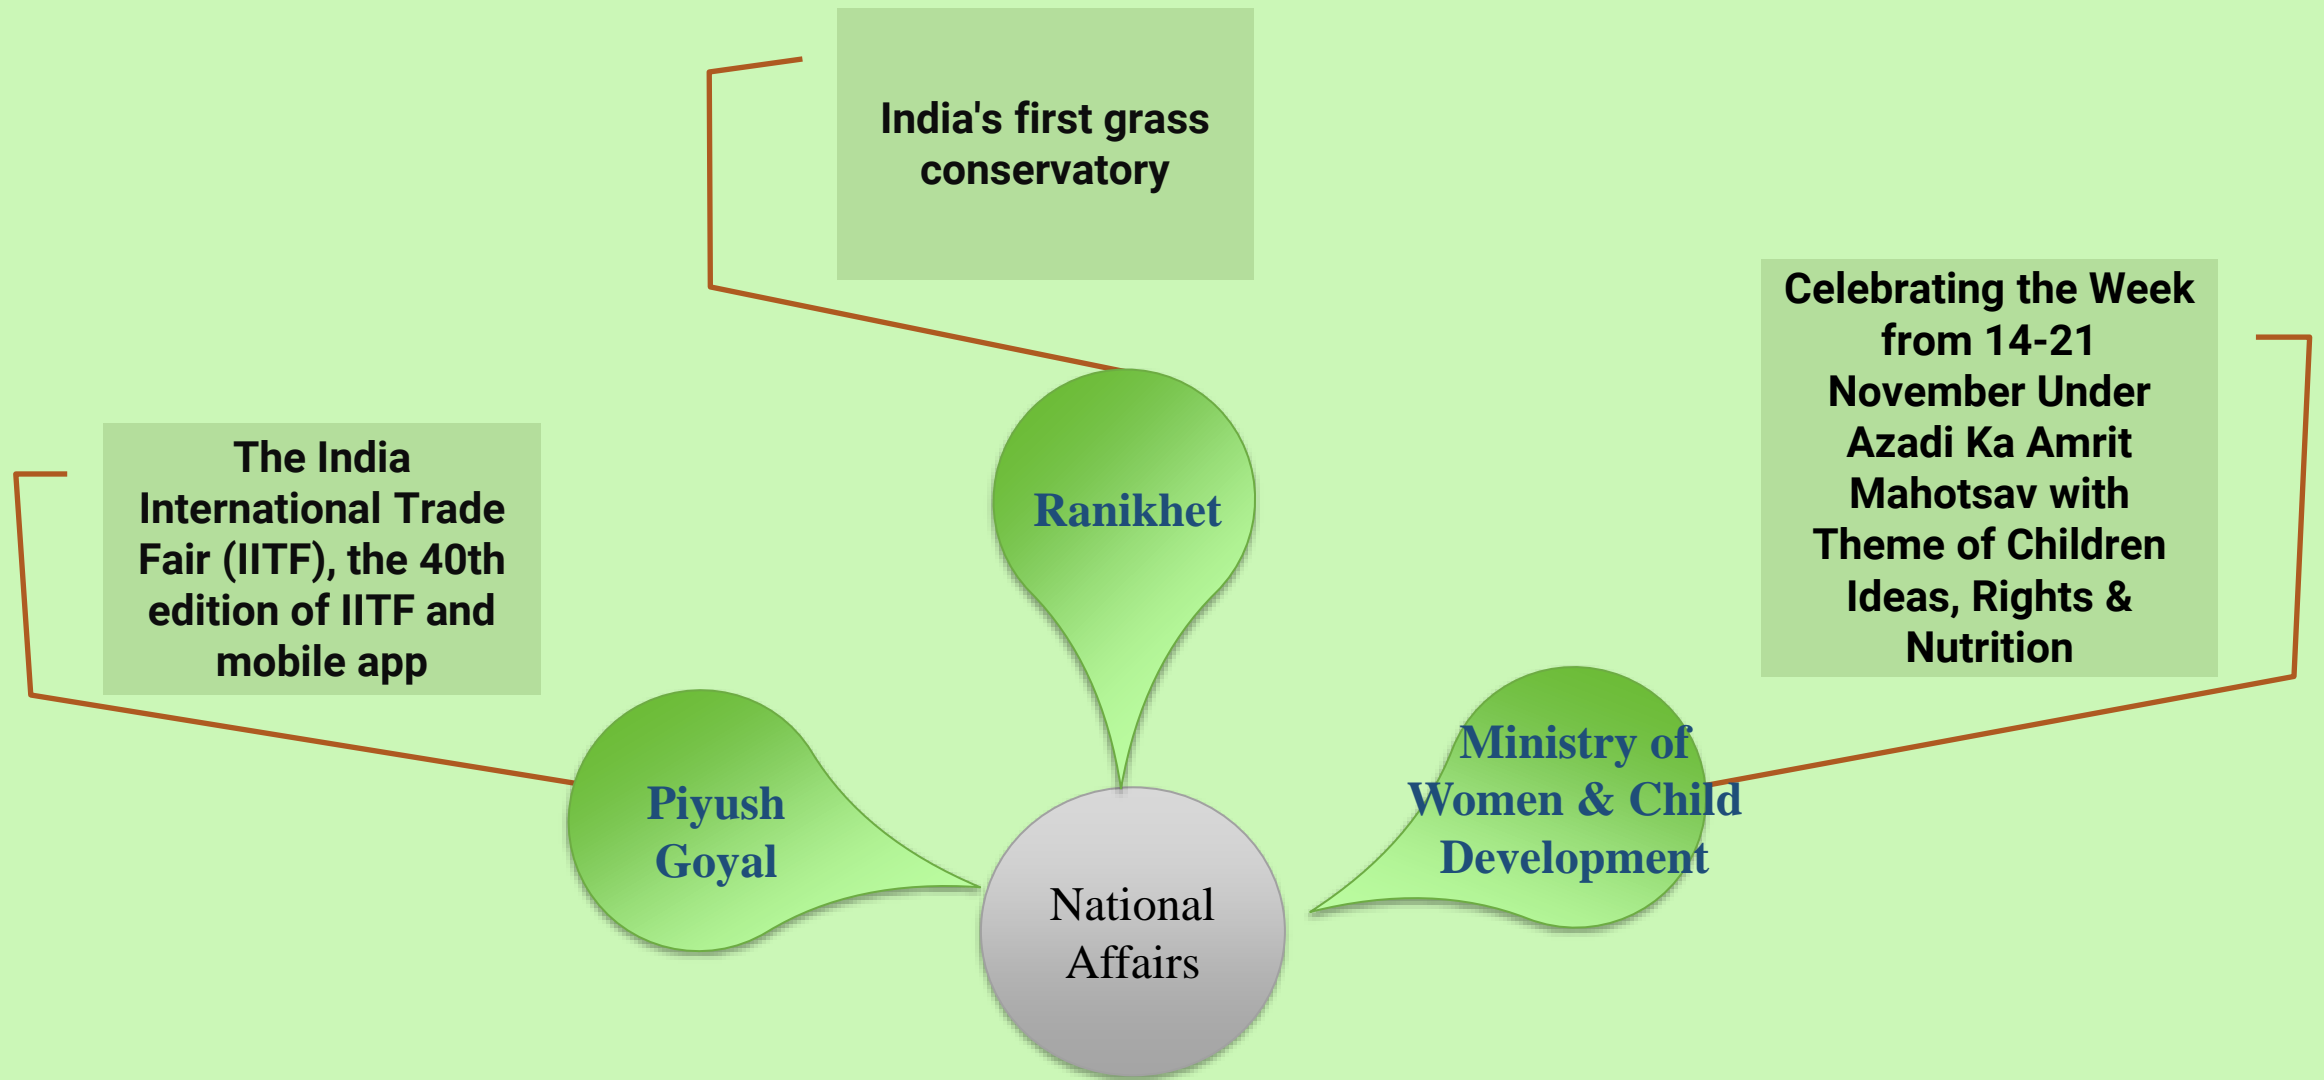 India's first grass
conservatory
Celebrating the Week
from 14-21
November Under
Azadi Ka Amrit
Mahotsav with
Theme of Children
Ideas, Rights &
Nutrition
The India
International Trade
Fair (IITF), the 40th
edition of IITF and
mobile app
Ranikhet
Piyush
Goyal
Ministry of
Women & Child
Development
National
Affairs